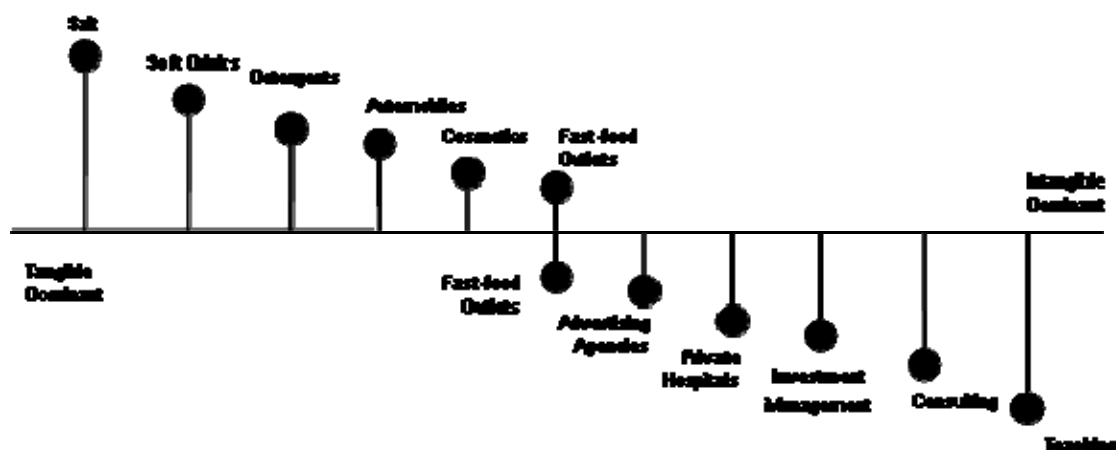 Salt
Soft Drinks
Detergents
Automobiles
Cosmetics
Fast-food
Outlets
Intangible
Dominant
Tangible
Dominant
Fast-food
Outlets
Advertising
Agencies
Private
Hospitals
Investment
Management
Consulting
Teaching